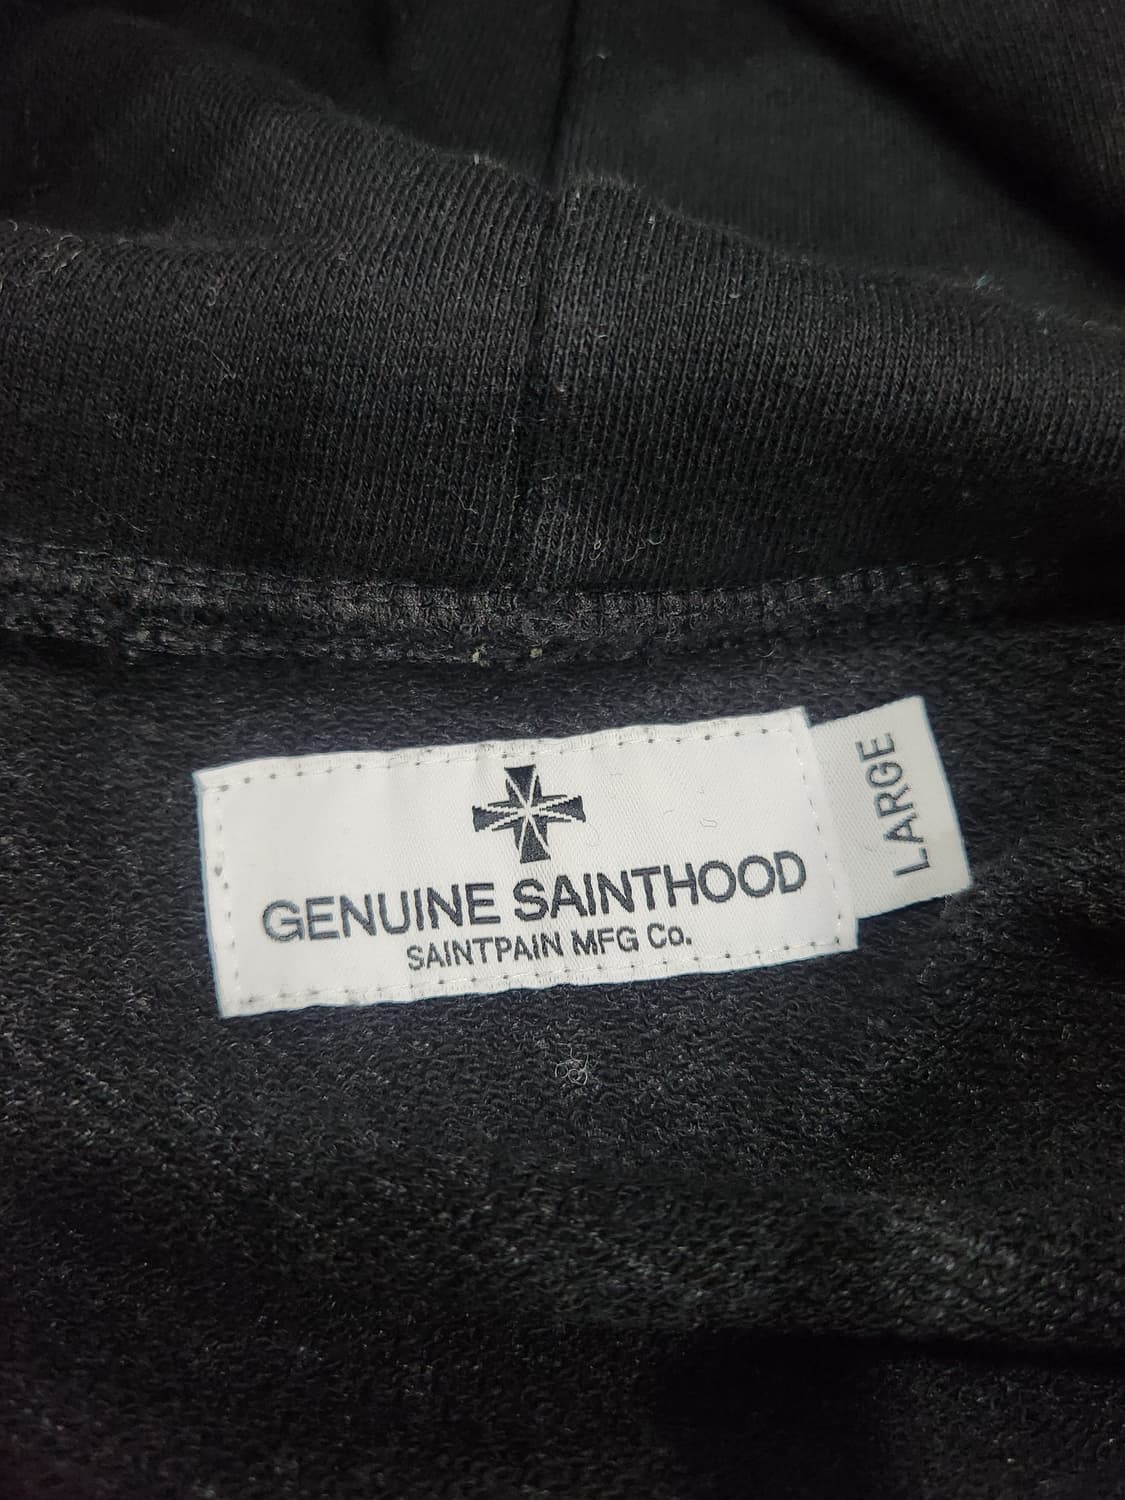 GENUINE SAINTHOOD
SAINTPAIN MFG Co.
LARGE